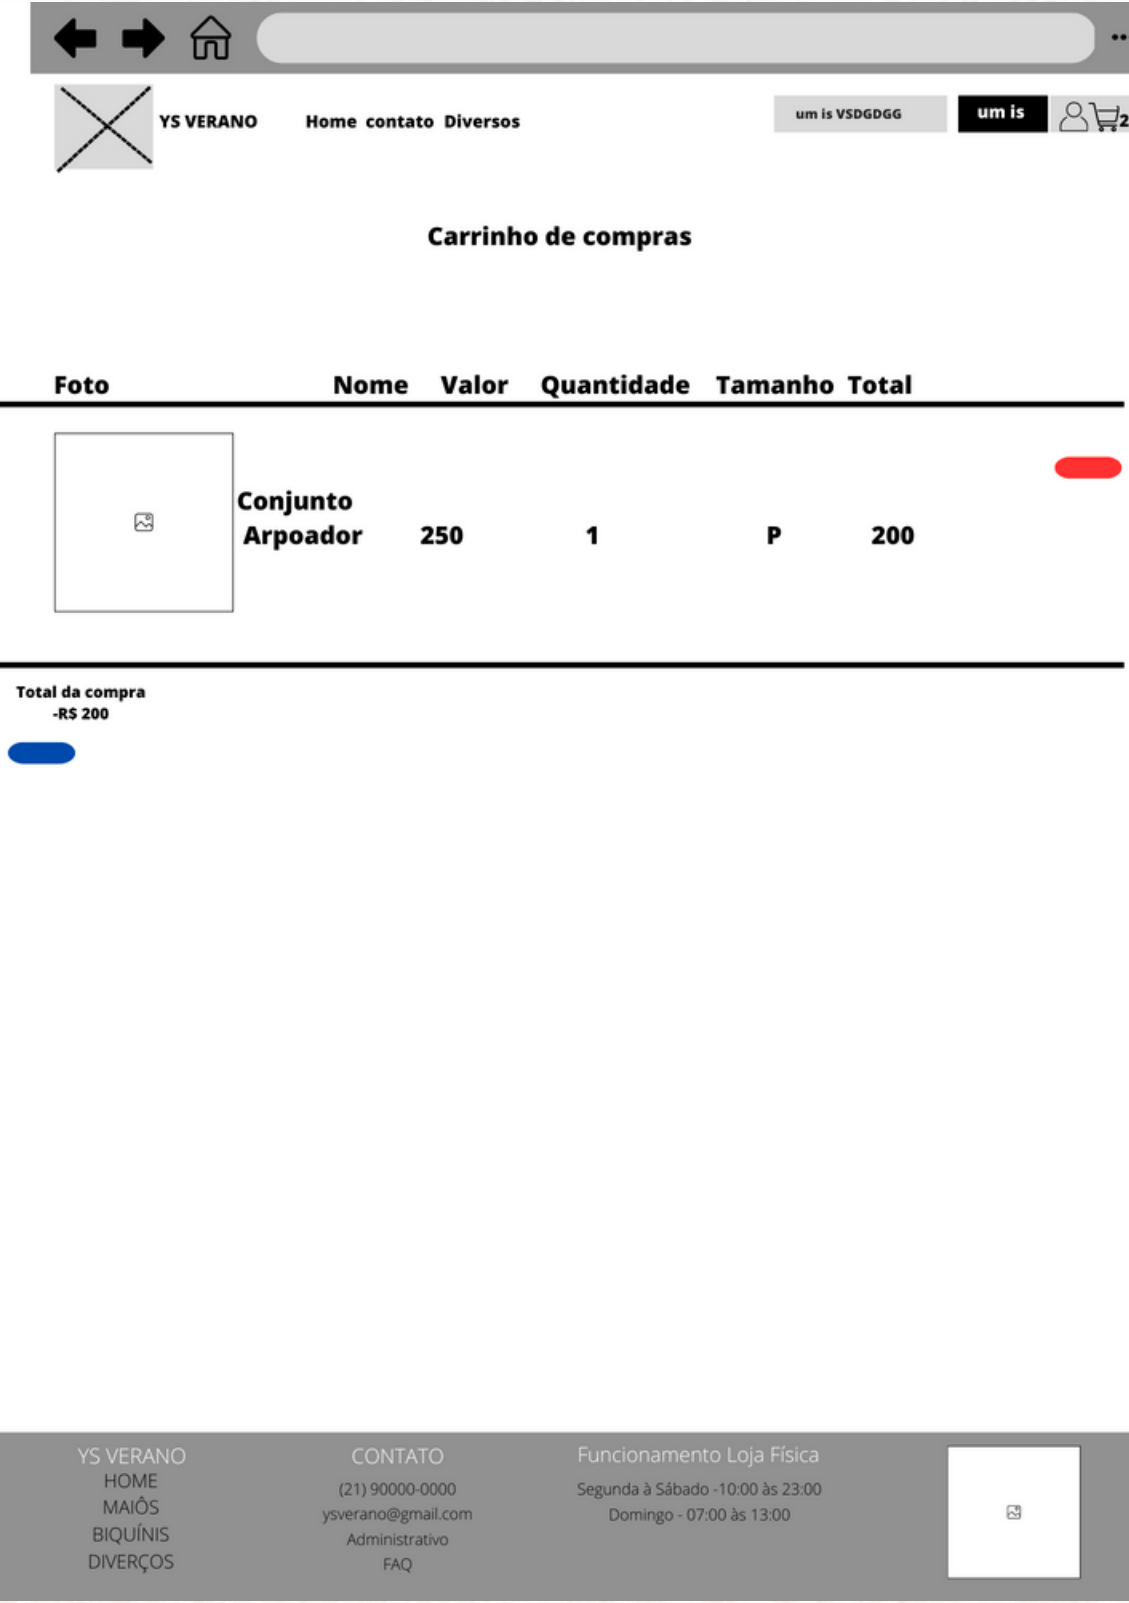 YS VERANO
Home contato Diversos
um is VSDGDGG
um is
2
Carrinho de compras
Foto Nome Valor Quantidade Tamanho Total
Conjunto
Arpoador 250 1 P 200
Total da compra
-R$ 200
YS VERANO
HOME
MAIÔS
BIQUÍNIS
DIVERÇOS
CONTATO
(21) 90000-0000
ysverano@gmail.com
Administrativo
FAQ
Funcionamento Loja Física
Segunda à Sábado -10:00 às 23:00
Domingo - 07:00 às 13:00